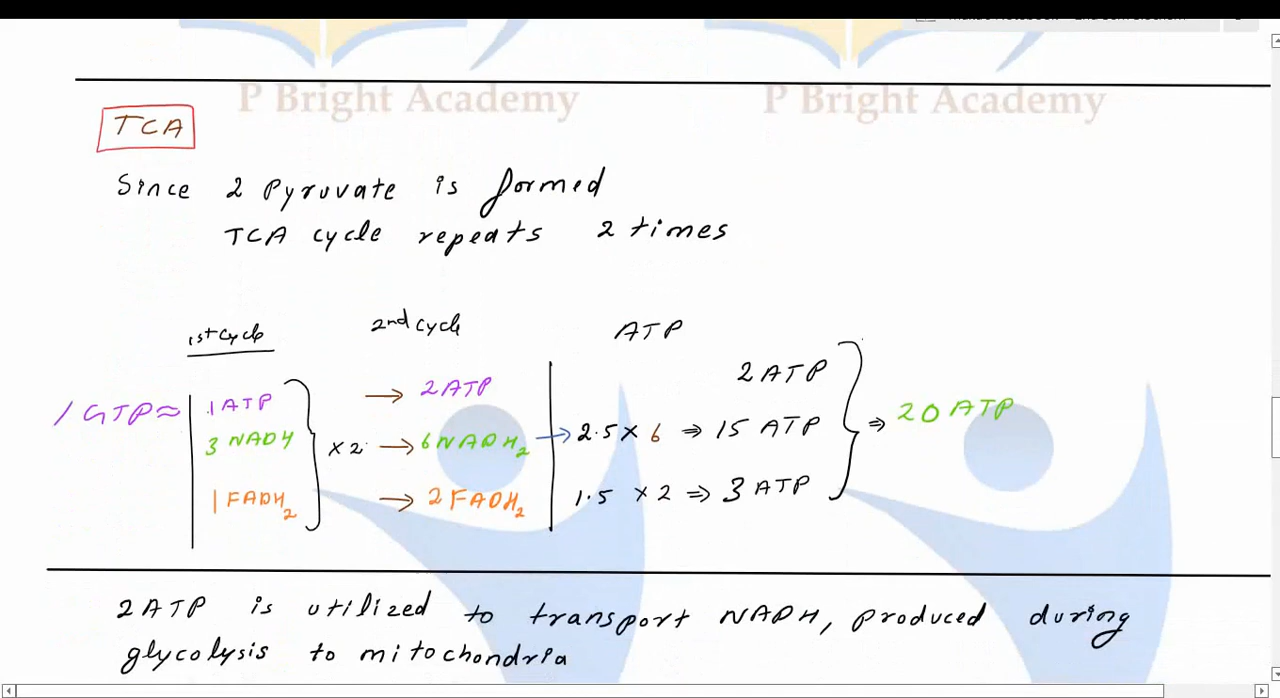 P Bright Academy P Bright Academy
TCA
Since 2 Pyruvate is formed
TCA cycle repeats 2 times
1st cycle 2nd cycle ATP
1 GTP ≈ 1 ATP → 2 ATP 2 ATP
3 NADH × 2 → 6 NADH₂ → 2.5 × 6 ⇒ 15 ATP ⇒ 20 ATP
1 FADH₂ → 2 FADH₂ 1.5 × 2 ⇒ 3 ATP
2 ATP is utilized to transport NADH, produced during
glycolysis to mitochondria